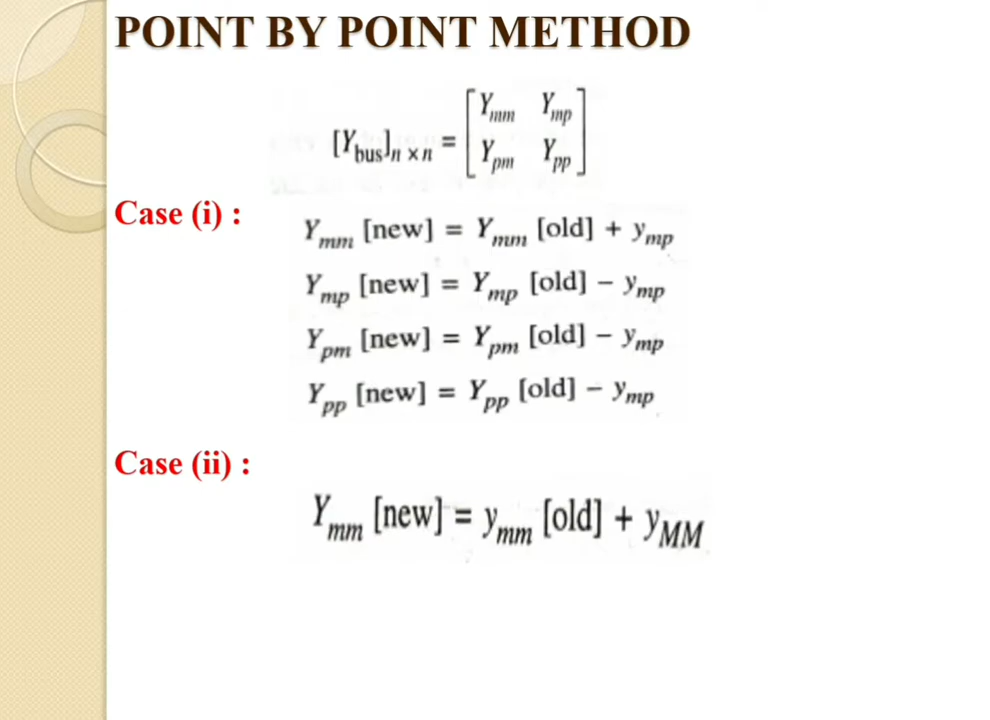 POINT BY POINT METHOD
[Y_bus]_{n × n} = [ Y_mm Y_mp
Y_pm Y_pp ]
Case (i) :
Y_mm [new] = Y_mm [old] + y_mp
Y_mp [new] = Y_mp [old] − y_mp
Y_pm [new] = Y_pm [old] − y_mp
Y_pp [new] = Y_pp [old] − y_mp
Case (ii) :
Y_mm [new] = y_mm [old] + y_MM